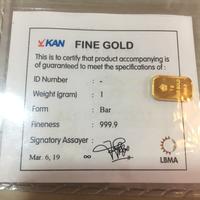 KAN FINE GOLD
This is to certify that product accompanying is
of guaranteed to meet the specifications of :
ID Number : -
Weight (gram) : 1
Form : Bar
Fineness : 999.9
Signatory Assayer :
Mar. 6, 19
LBMA